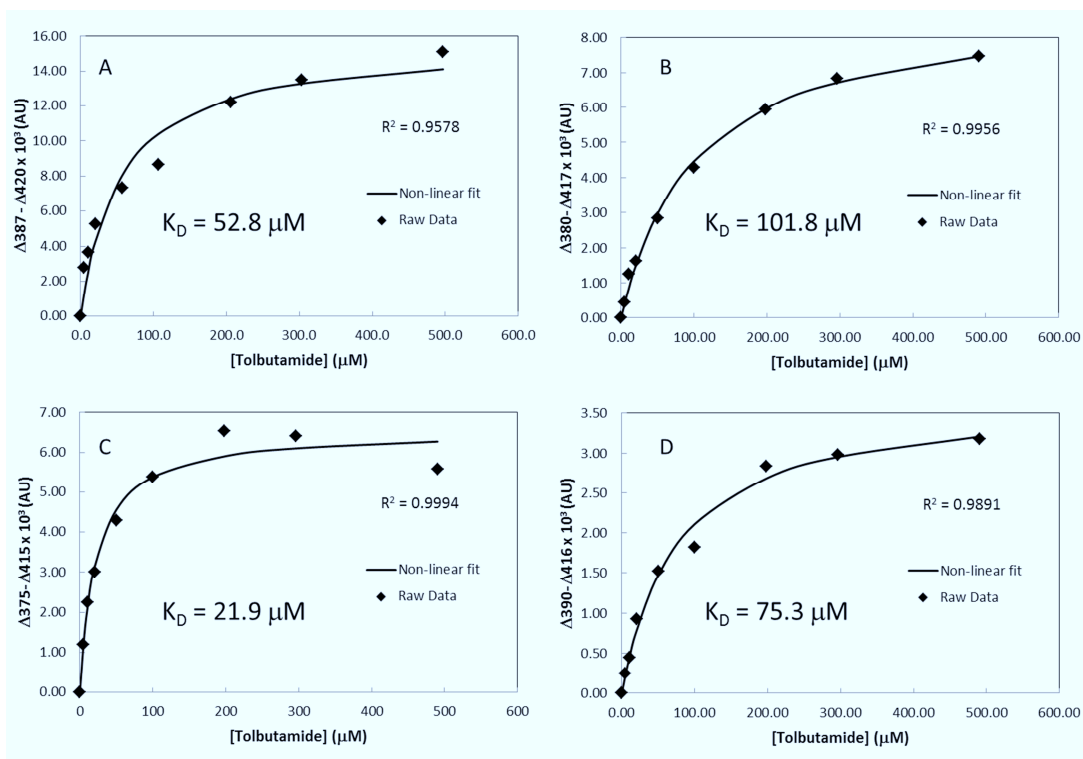 A
16.00
14.00
12.00
10.00
8.00
6.00
4.00
2.00
0.00
Δ387 - Δ420 x 10³ (AU)
R² = 0.9578
Non-linear fit
Raw Data
K_D = 52.8 μM
0.0 100.0 200.0 300.0 400.0 500.0 600.0
[Tolbutamide] (μM)
B
8.00
7.00
6.00
5.00
4.00
3.00
2.00
1.00
0.00
Δ380-Δ417 x 10³ (AU)
R² = 0.9956
Non-linear fit
Raw Data
K_D = 101.8 μM
0.00 100.00 200.00 300.00 400.00 500.00 600.00
[Tolbutamide] (μM)
C
7.00
6.00
5.00
4.00
3.00
2.00
1.00
0.00
Δ375-Δ415 x 10³ (AU)
R² = 0.9994
Non-linear fit
Raw Data
K_D = 21.9 μM
0 100 200 300 400 500 600
[Tolbutamide] (μM)
D
3.50
3.00
2.50
2.00
1.50
1.00
0.50
0.00
Δ390-Δ416 x 10³ (AU)
R² = 0.9891
Non-linear fit
Raw Data
K_D = 75.3 μM
0.00 100.00 200.00 300.00 400.00 500.00 600.00
[Tolbutamide] (μM)